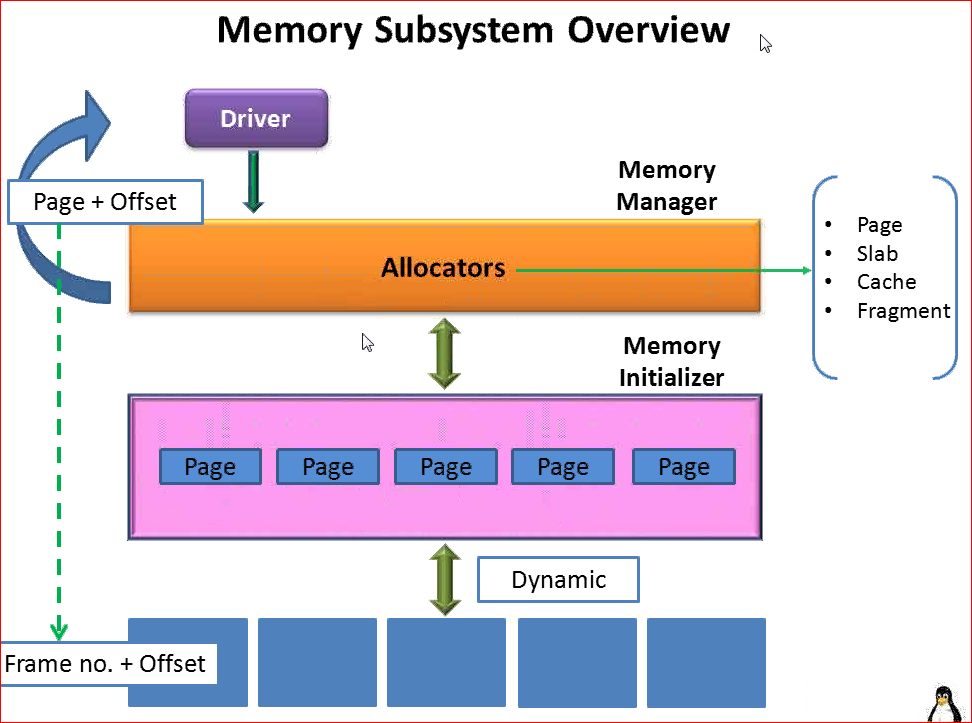 Memory Subsystem Overview
Driver
Page + Offset
Memory
Manager
Allocators
• Page
• Slab
• Cache
• Fragment
Memory
Initializer
Page Page Page Page Page
Dynamic
Frame no. + Offset